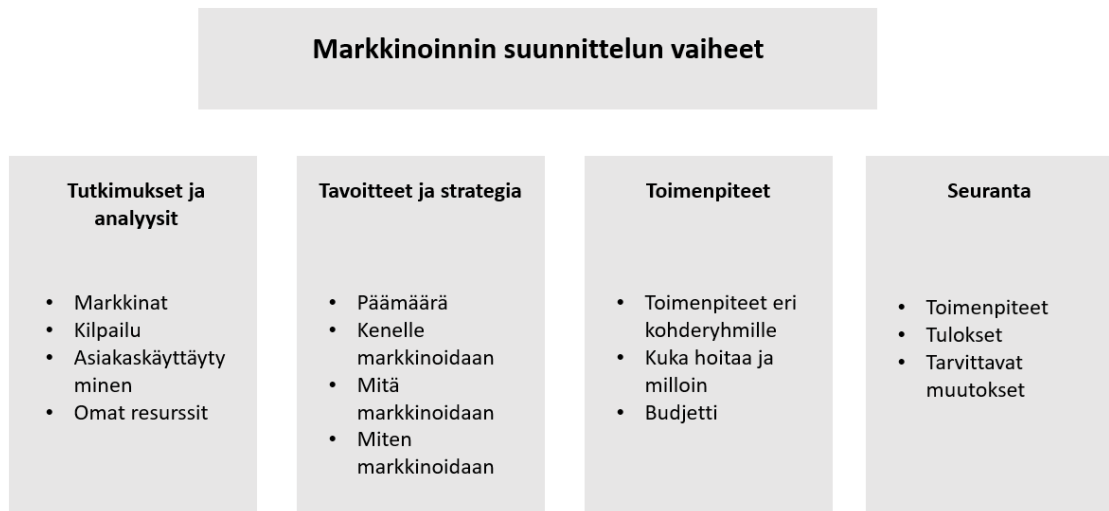 Markkinoinnin suunnittelun vaiheet
Tutkimukset ja
analyysit
• Markkinat
• Kilpailu
• Asiakaskäyttäyty
minen
• Omat resurssit
Tavoitteet ja strategia
• Päämäärä
• Kenelle
markkinoidaan
• Mitä
markkinoidaan
• Miten
markkinoidaan
Toimenpiteet
• Toimenpiteet eri
kohderyhmille
• Kuka hoitaa ja
milloin
• Budjetti
Seuranta
• Toimenpiteet
• Tulokset
• Tarvittavat
muutokset